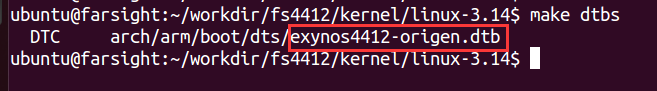 ubuntu@farsight:~/workdir/fs4412/kernel/linux-3.14$ make dtbs
  DTC     arch/arm/boot/dts/exynos4412-origen.dtb
ubuntu@farsight:~/workdir/fs4412/kernel/linux-3.14$